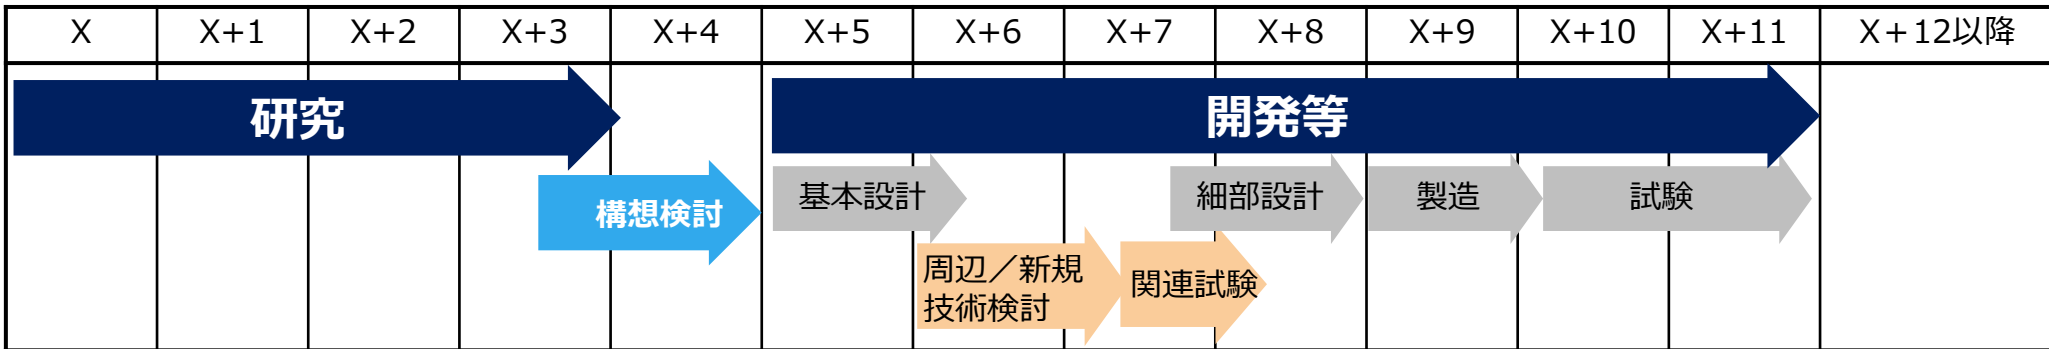 X X+1 X+2 X+3 X+4 X+5 X+6 X+7 X+8 X+9 X+10 X+11 X+12以降
研究 開発等
構想検討 基本設計 細部設計 製造 試験
周辺/新規
技術検討
関連試験